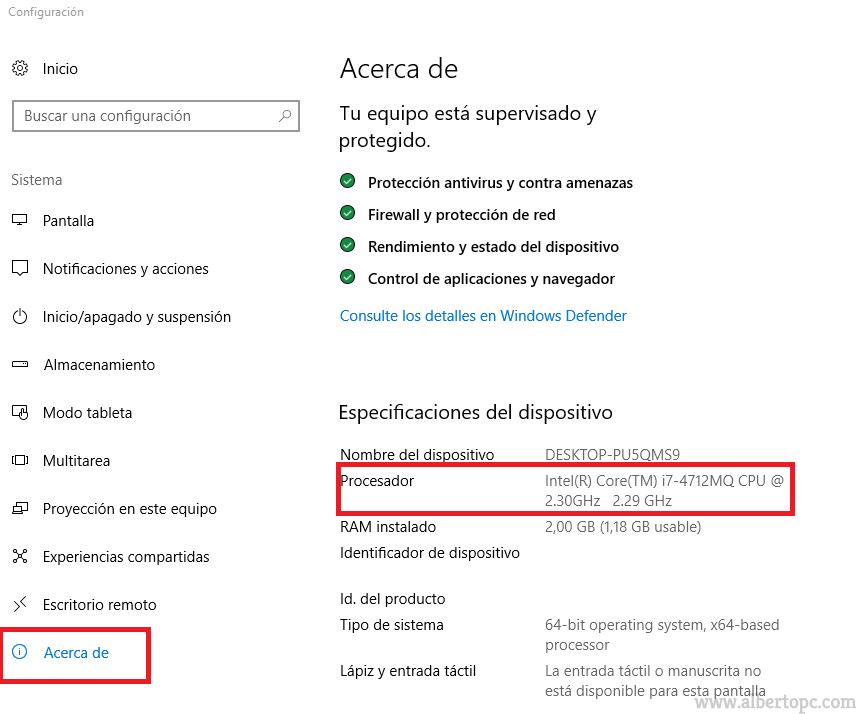 Configuración
Inicio
Buscar una configuración
Sistema
Pantalla
Notificaciones y acciones
Inicio/apagado y suspensión
Almacenamiento
Modo tableta
Multitarea
Proyección en este equipo
Experiencias compartidas
Escritorio remoto
Acerca de
Acerca de
Tu equipo está supervisado y
protegido.
Protección antivirus y contra amenazas
Firewall y protección de red
Rendimiento y estado del dispositivo
Control de aplicaciones y navegador
Consulte los detalles en Windows Defender
Especificaciones del dispositivo
Nombre del dispositivo DESKTOP-PU5QMS9
Procesador Intel(R) Core(TM) i7-4712MQ CPU @
2.30GHz 2.29 GHz
RAM instalado 2,00 GB (1,18 GB usable)
Identificador de dispositivo
Id. del producto
Tipo de sistema 64-bit operating system, x64-based
processor
Lápiz y entrada táctil La entrada táctil o manuscrita no
está disponible para esta pantalla
www.albertopc.com